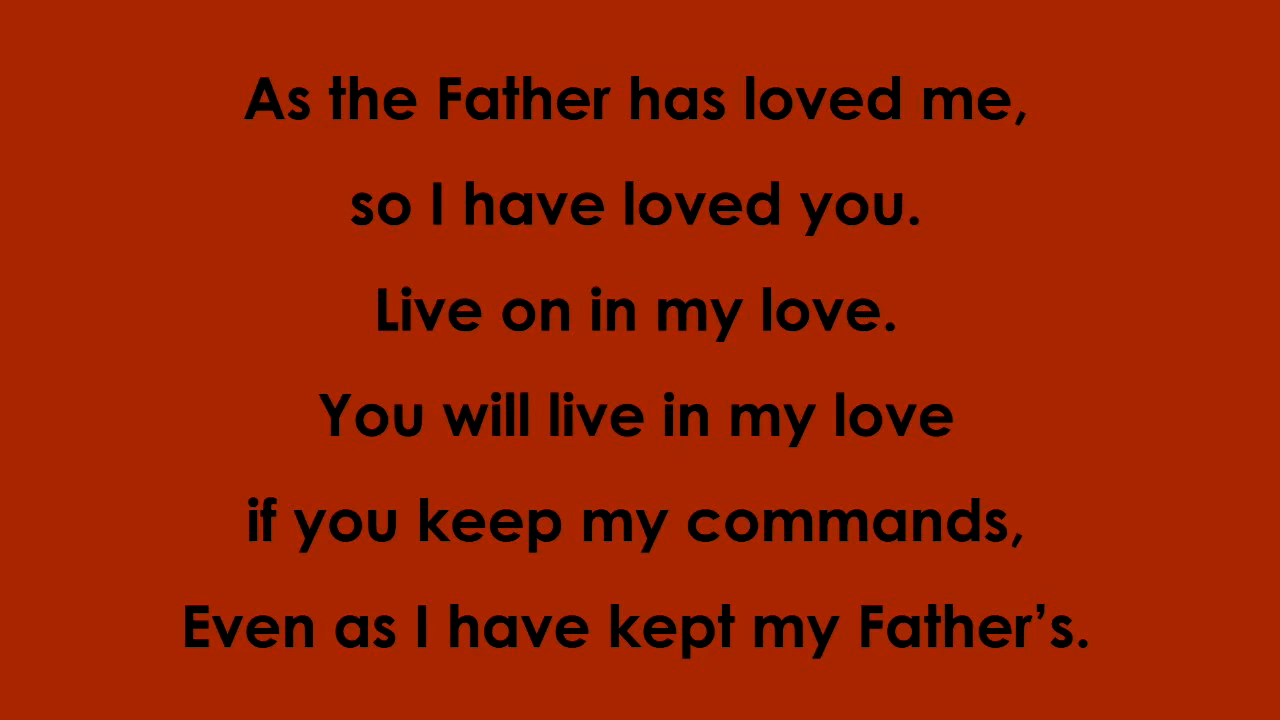 As the Father has loved me,
so I have loved you.
Live on in my love.
You will live in my love
if you keep my commands,
Even as I have kept my Father’s.